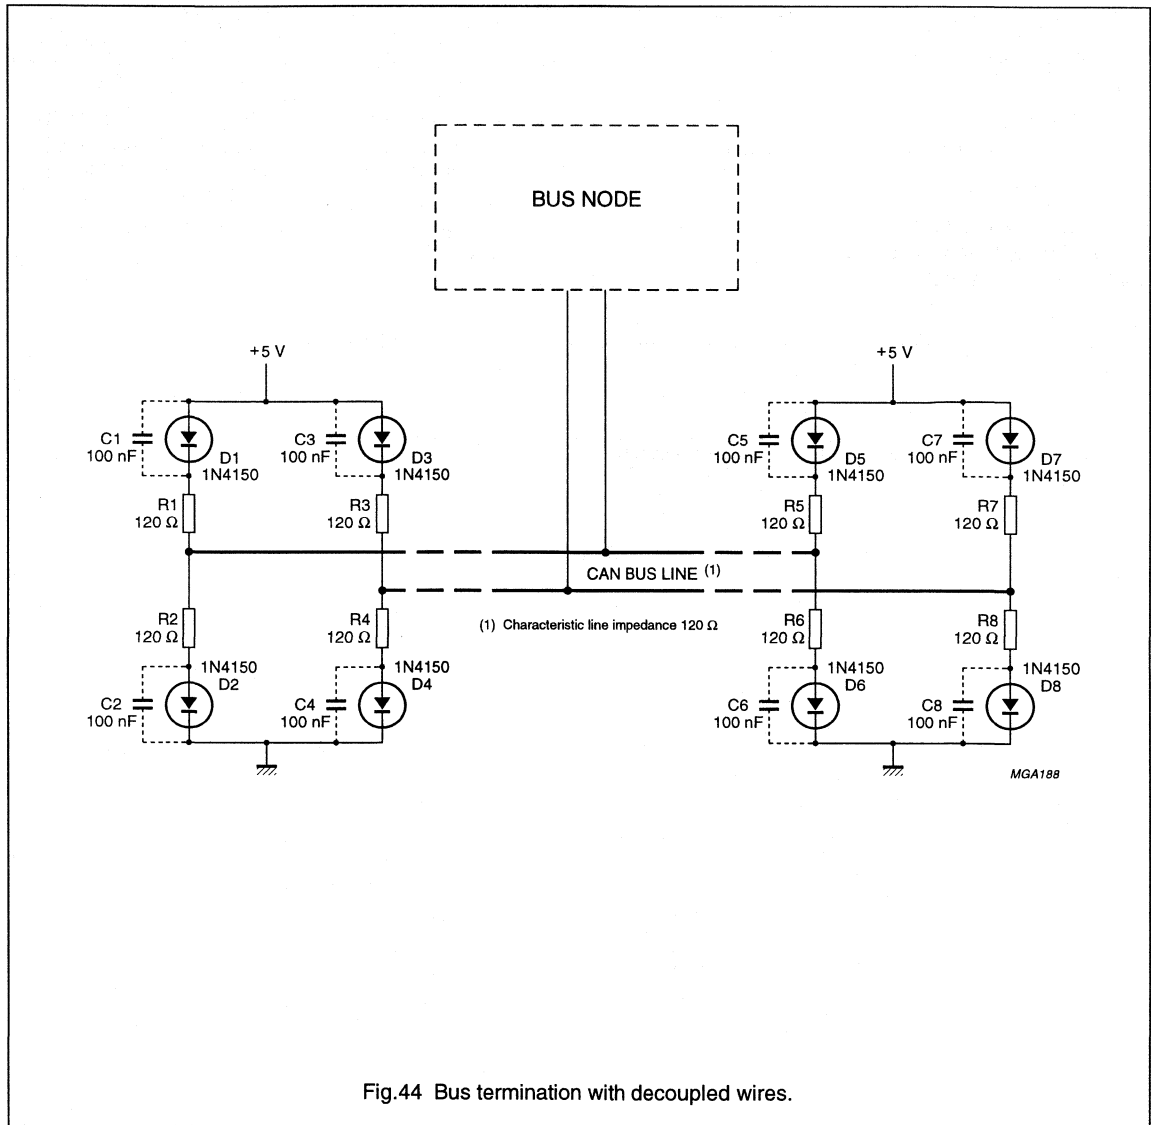 BUS NODE
+5 V
+5 V
C1
100 nF
D1
1N4150
C3
100 nF
D3
1N4150
C5
100 nF
D5
1N4150
C7
100 nF
D7
1N4150
R1
120 Ω
R3
120 Ω
R5
120 Ω
R7
120 Ω
CAN BUS LINE (1)
R2
120 Ω
R4
120 Ω
(1) Characteristic line impedance 120 Ω
R6
120 Ω
R8
120 Ω
1N4150
D2
C2
100 nF
1N4150
D4
C4
100 nF
1N4150
D6
C6
100 nF
1N4150
D8
C8
100 nF
MGA188
Fig.44 Bus termination with decoupled wires.